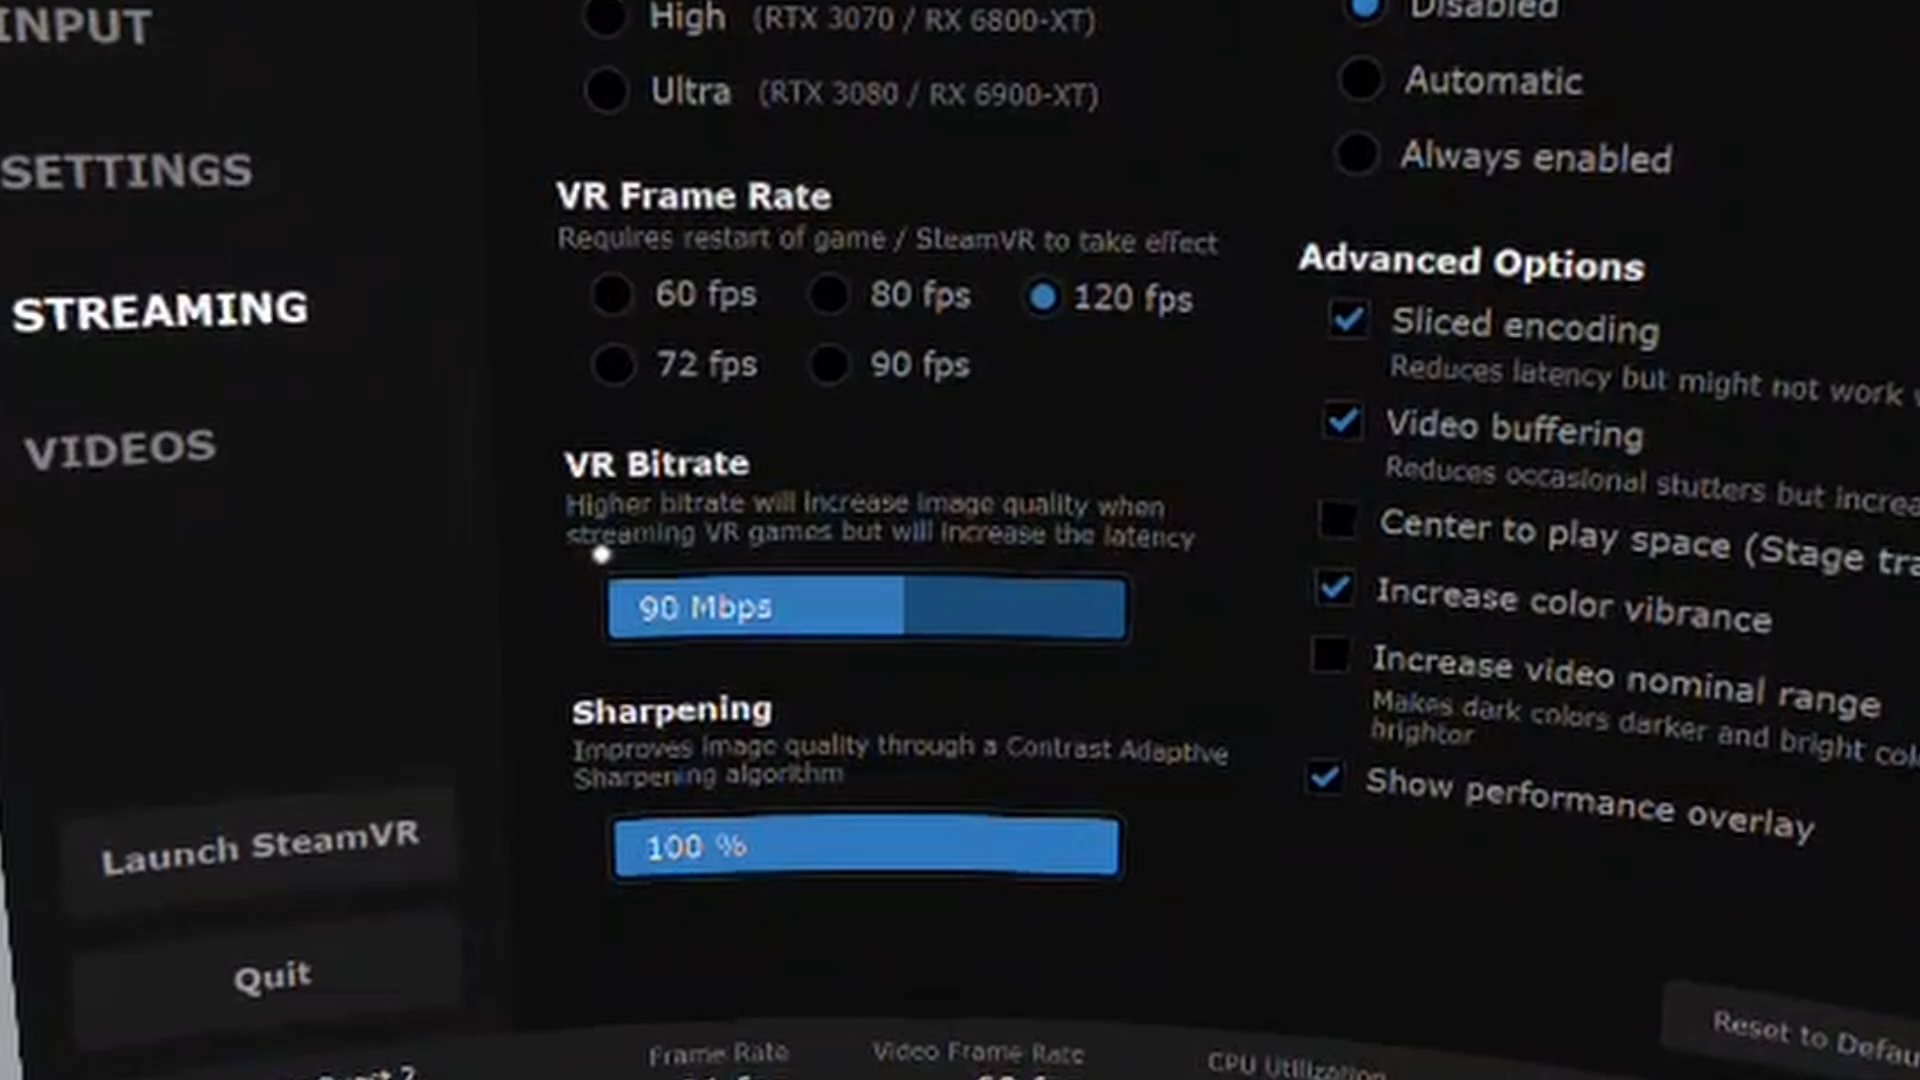 INPUT
SETTINGS
STREAMING
VIDEOS
Launch SteamVR
Quit
High (RTX 3070 / RX 6800-XT)
Ultra (RTX 3080 / RX 6900-XT)
VR Frame Rate
Requires restart of game / SteamVR to take effect
60 fps 80 fps 120 fps
72 fps 90 fps
VR Bitrate
Higher bitrate will increase image quality when
streaming VR games but will increase the latency
90 Mbps
Sharpening
Improves image quality through a Contrast Adaptive
Sharpening algorithm
100 %
Disabled
Automatic
Always enabled
Advanced Options
Sliced encoding
Reduces latency but might not work
Video buffering
Reduces occasional stutters but
Center to play space (Stage
Increase color vibrance
Increase video nominal range
Makes dark colors darker and bright
brighter
Show performance overlay
Reset to
Frame Rate Video Frame Rate CPU Utilization